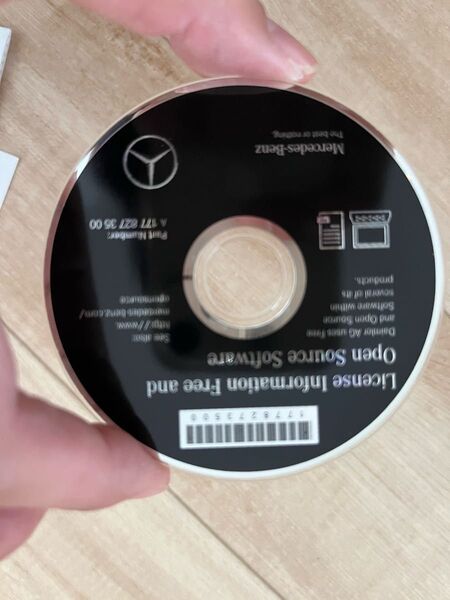 1778273500
License Information Free and
Open Source Software
Daimler AG uses Free
and Open Source
Software within
several of its
products.
See also:
http://www.
mercedes-benz.com/
opensource
Part Number:
A 177 827 35 00
Mercedes-Benz
The best or nothing.